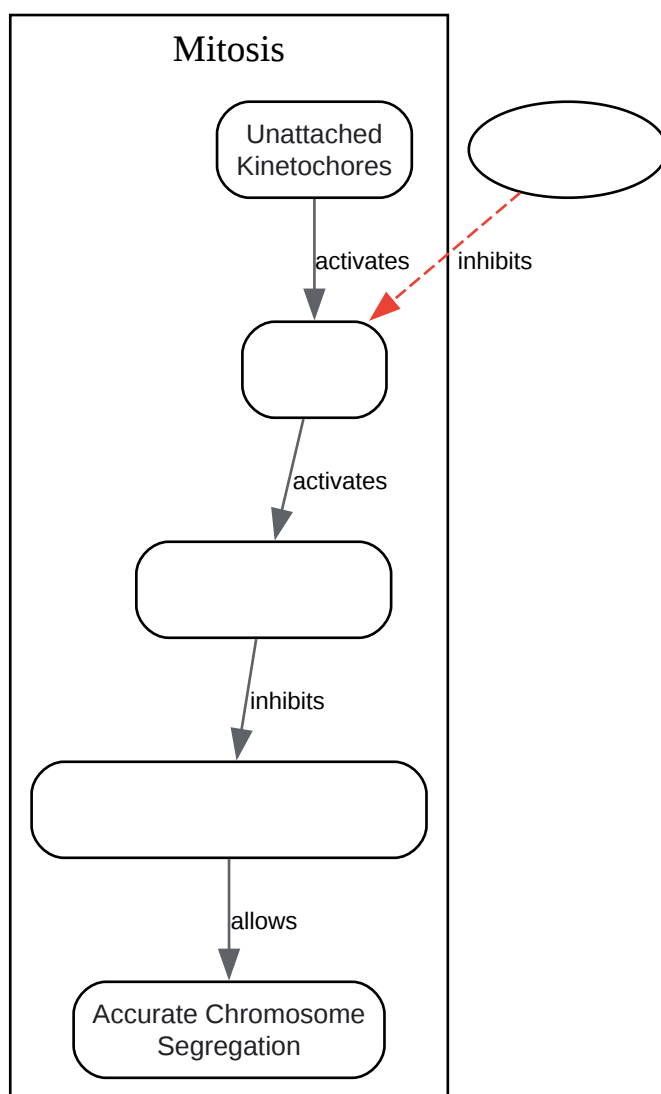 Mitosis
Unattached
Kinetochores
activates
inhibits
activates
inhibits
allows
Accurate Chromosome
Segregation